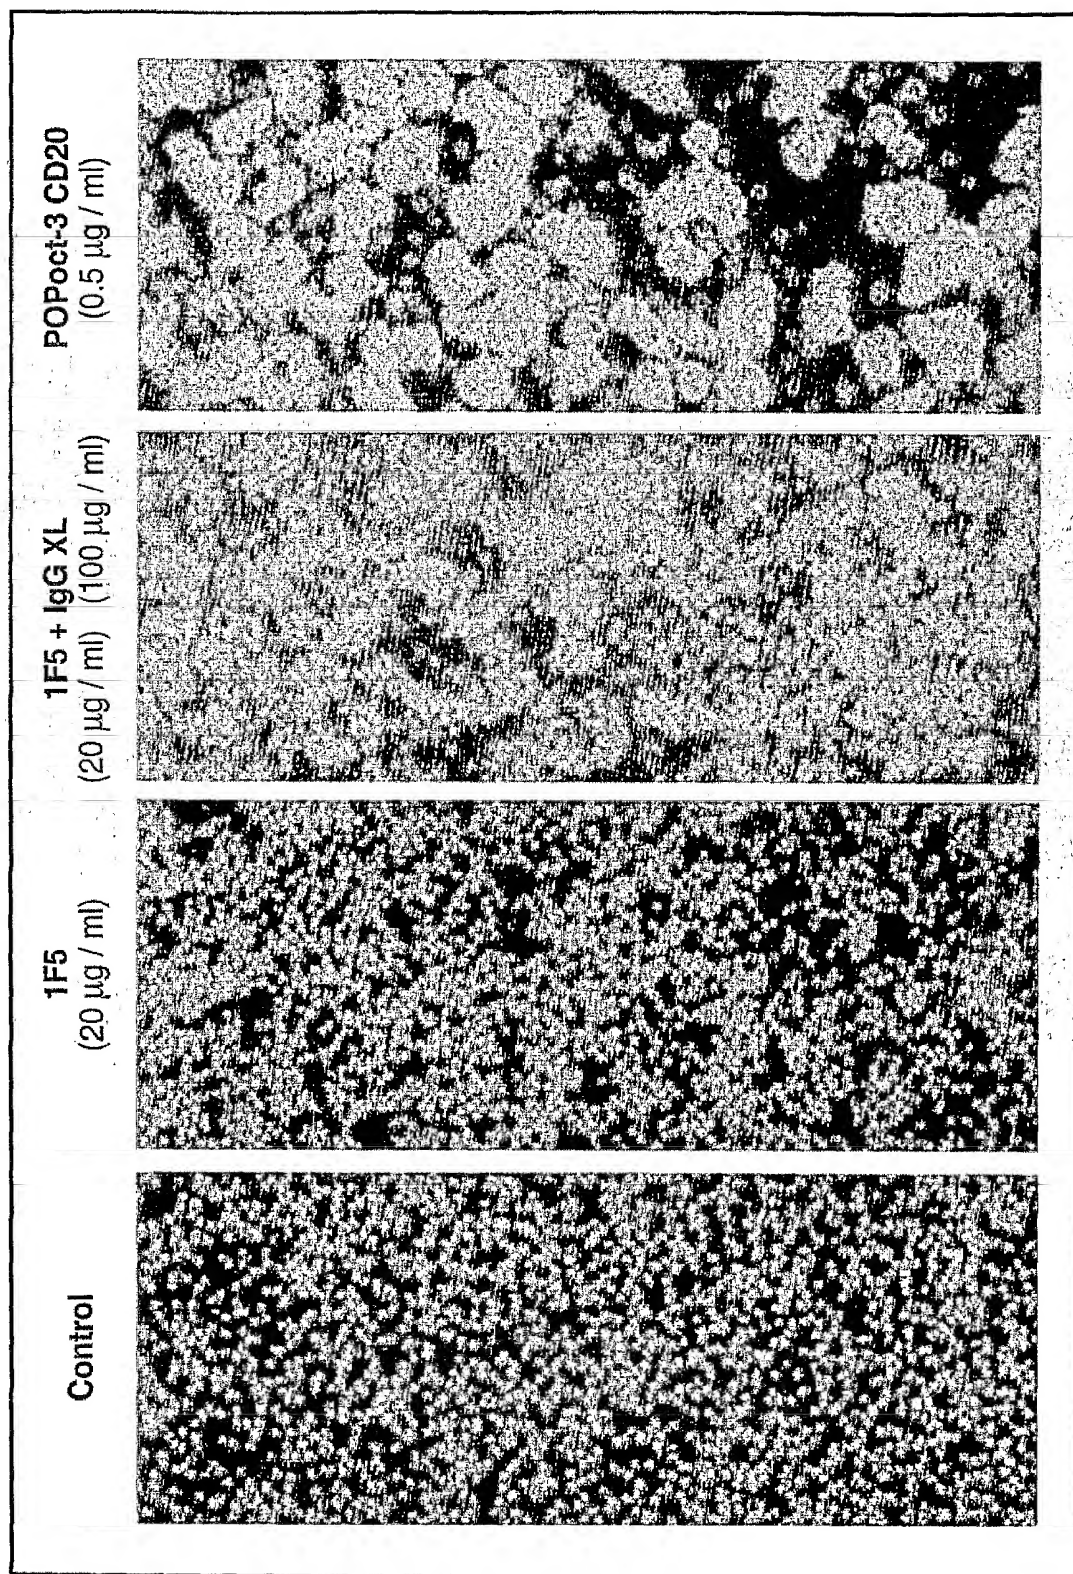 Control
1F5
(20 µg / ml)
1F5 + IgG XL
(20 µg / ml) (100 µg / ml)
POPoct-3 CD20
(0.5 µg / ml)